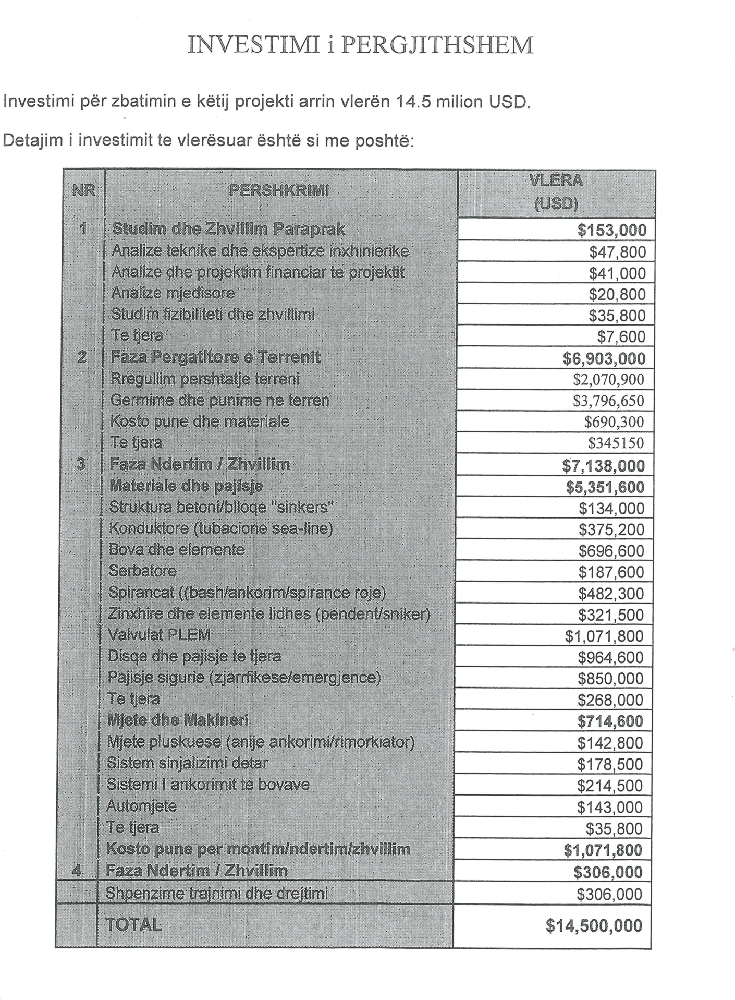 INVESTIMI i PERGJITHSHEM
Investimi për zbatimin e këtij projekti arrin vlerën 14.5 milion USD.
Detajim i investimit te vlerësuar është si me poshtë:
NR PERSHKRIMI VLERA (USD)
1 Studim dhe Zhvillim Paraprak $153,000
Analize teknike dhe ekspertize inxhinierike $47,800
Analize dhe projektim financiar te projektit $41,000
Analize mjedisore $20,800
Studim fizibiliteti dhe zhvillimi $35,800
Te tjera $7,600
2 Faza Pergatitore e Terrenit $6,903,000
Rregullim pershtatje terreni $2,070,900
Germime dhe punime ne terren $3,796,650
Kosto pune dhe materiale $690,300
Te tjera $345150
3 Faza Ndertim / Zhvillim $7,138,000
Materiale dhe pajisje $5,351,600
Struktura betoni/blloqe "sinkers" $134,000
Konduktore (tubacione sea-line) $375,200
Bova dhe elemente $696,600
Serbatore $187,600
Spirancat ((bash/ankorim/spirance roje) $482,300
Zinxhire dhe elemente lidhes (pendent/sniker) $321,500
Valvulat PLEM $1,071,800
Disqe dhe pajisje te tjera $964,600
Pajisje sigurie (zjarrfikese/emergjence) $850,000
Te tjera $268,000
Mjete dhe Makineri $714,600
Mjete pluskuese (anije ankorimi/rimorkiator) $142,800
Sistem sinjalizimi detar $178,500
Sistemi I ankorimit te bovave $214,500
Automjete $143,000
Te tjera $35,800
Kosto pune per montim/ndertim/zhvillim $1,071,800
4 Faza Ndertim / Zhvillim $306,000
Shpenzime trajnimi dhe drejtimi $306,000
TOTAL $14,500,000